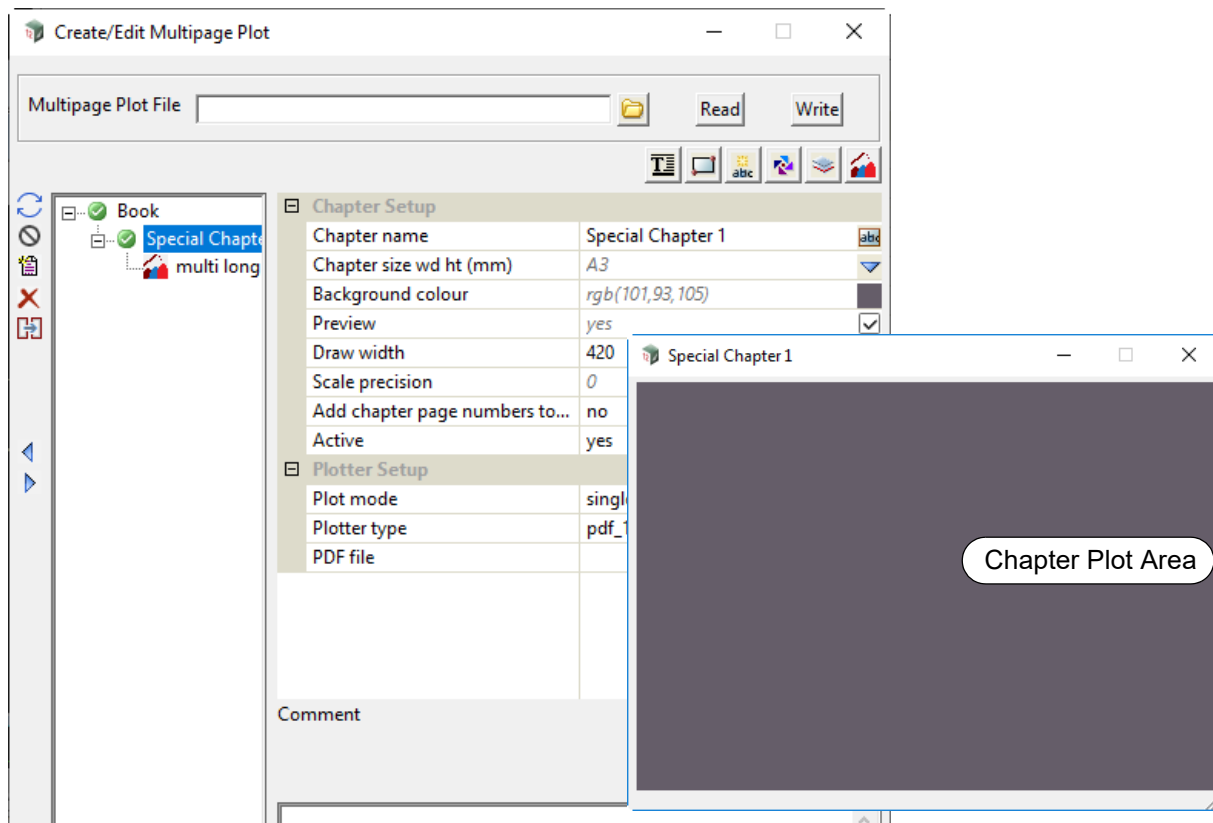 Create/Edit Multipage Plot
Multipage Plot File
Read
Write
T
abc
Book
Special Chapte
multi long
Chapter Setup
Chapter name Special Chapter 1 abc
Chapter size wd ht (mm) A3
Background colour rgb(101,93,105)
Preview yes
Draw width 420
Scale precision 0
Add chapter page numbers to... no
Active yes
Plotter Setup
Plot mode singl
Plotter type pdf_1
PDF file
Comment
Special Chapter 1
Chapter Plot Area